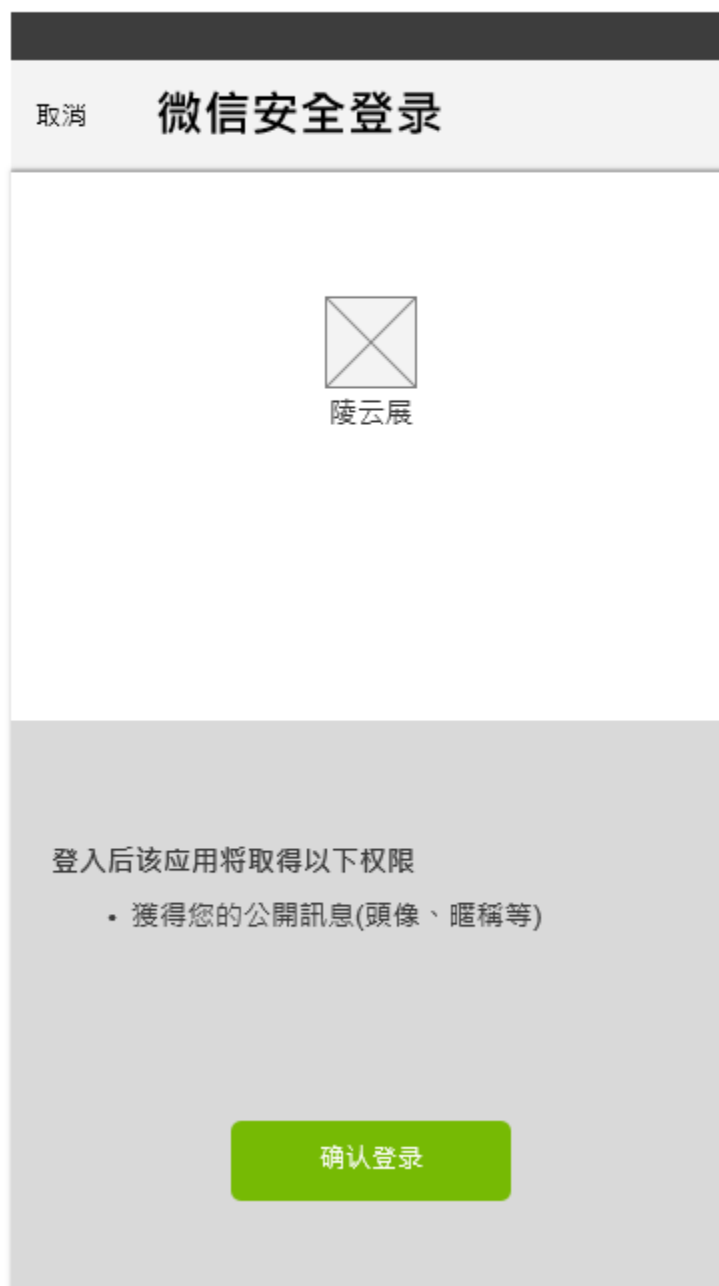 取消
微信安全登录
陵云展
登入后该应用将取得以下权限
• 獲得您的公開訊息(頭像、暱稱等)
确认登录